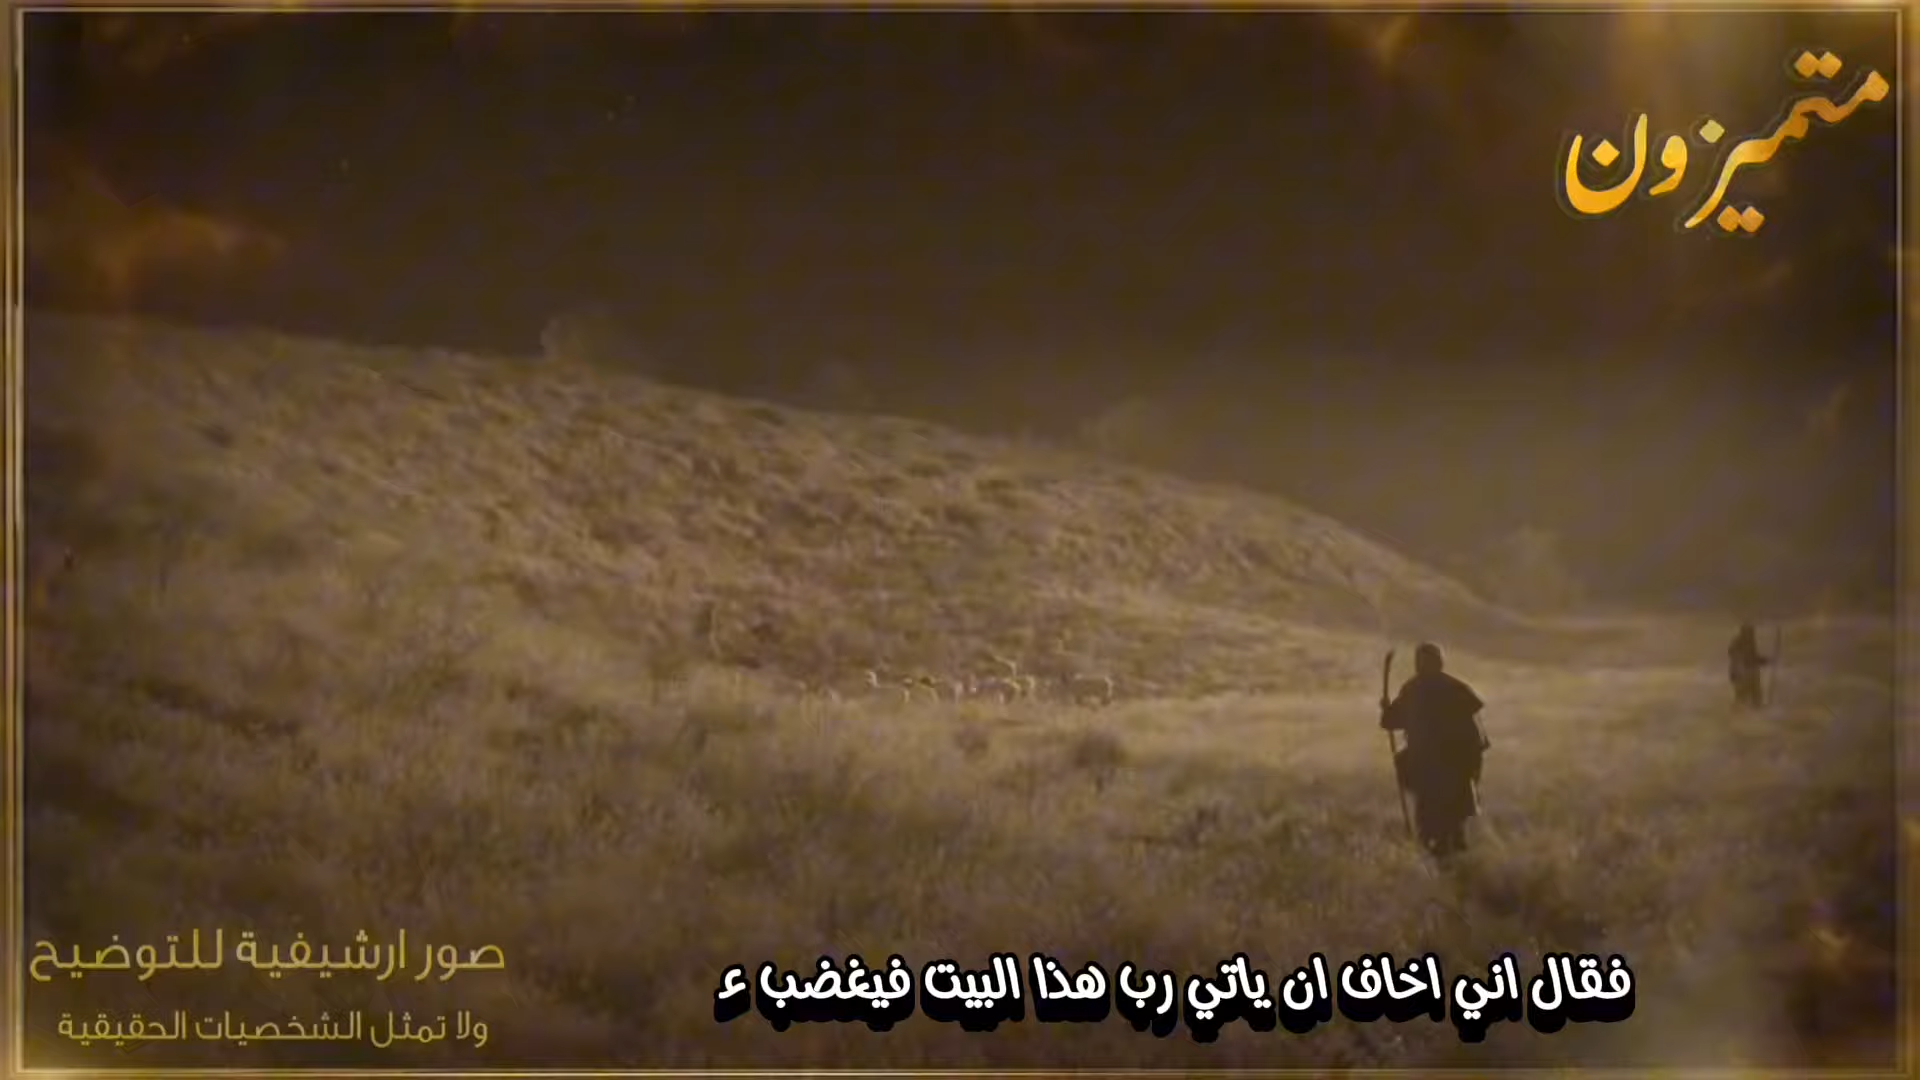 متميزون
صور ارشيفية للتوضيح
ولا تمثل الشخصيات الحقيقية
فقال اني اخاف ان ياتي رب هذا البيت فيغضب ء